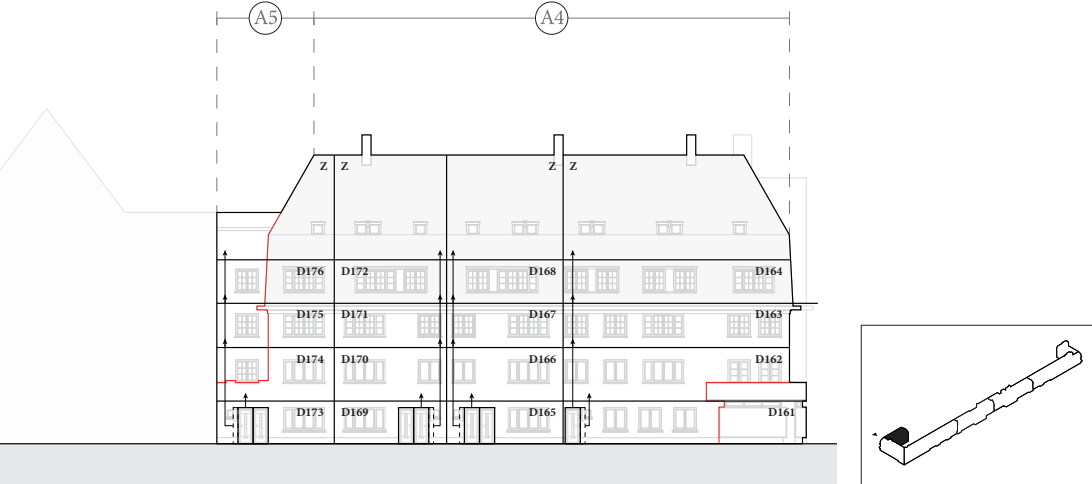 A5 A4
Z Z Z Z
D176 D172 D168 D164
D175 D171 D167 D163
D174 D170 D166 D162
D173 D169 D165 D161